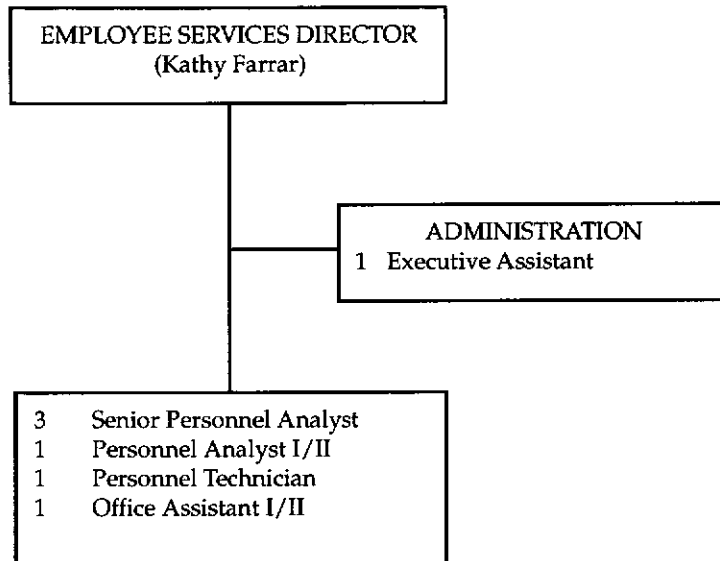 EMPLOYEE SERVICES DIRECTOR
(Kathy Farrar)
ADMINISTRATION
1 Executive Assistant
3 Senior Personnel Analyst
1 Personnel Analyst I/II
1 Personnel Technician
1 Office Assistant I/II